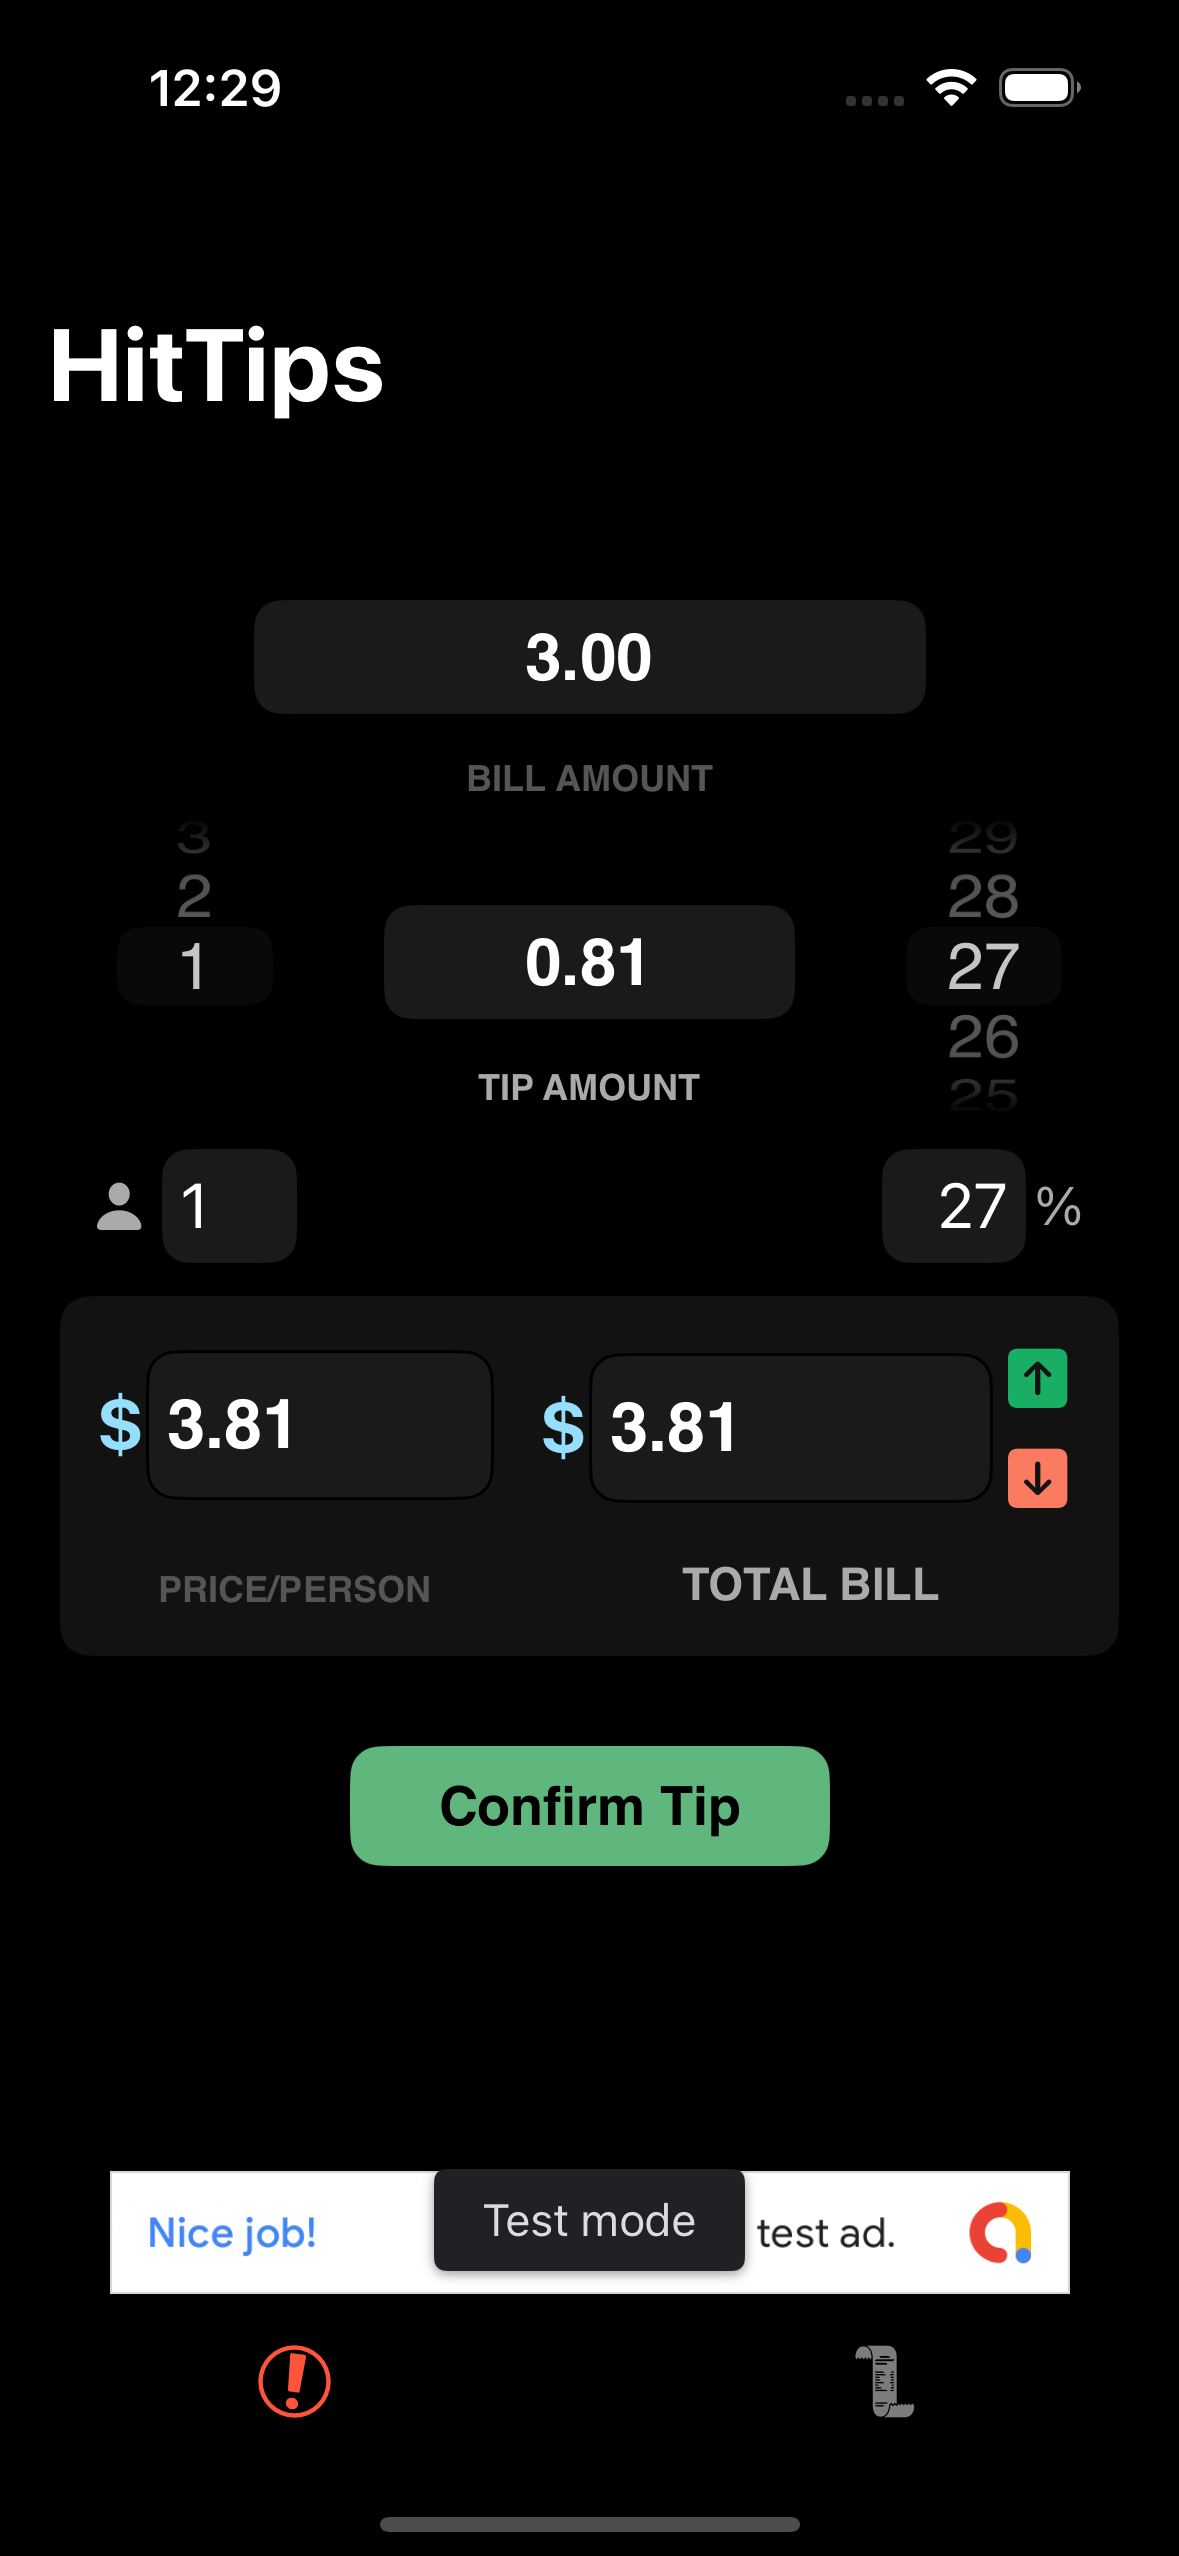 12:29
HitTips
3.00
BILL AMOUNT
3
2
1
0.81
TIP AMOUNT
29
28
27
26
25
1
27 %
$ 3.81
$ 3.81
PRICE/PERSON
TOTAL BILL
Confirm Tip
Nice job!
Test mode
test ad.